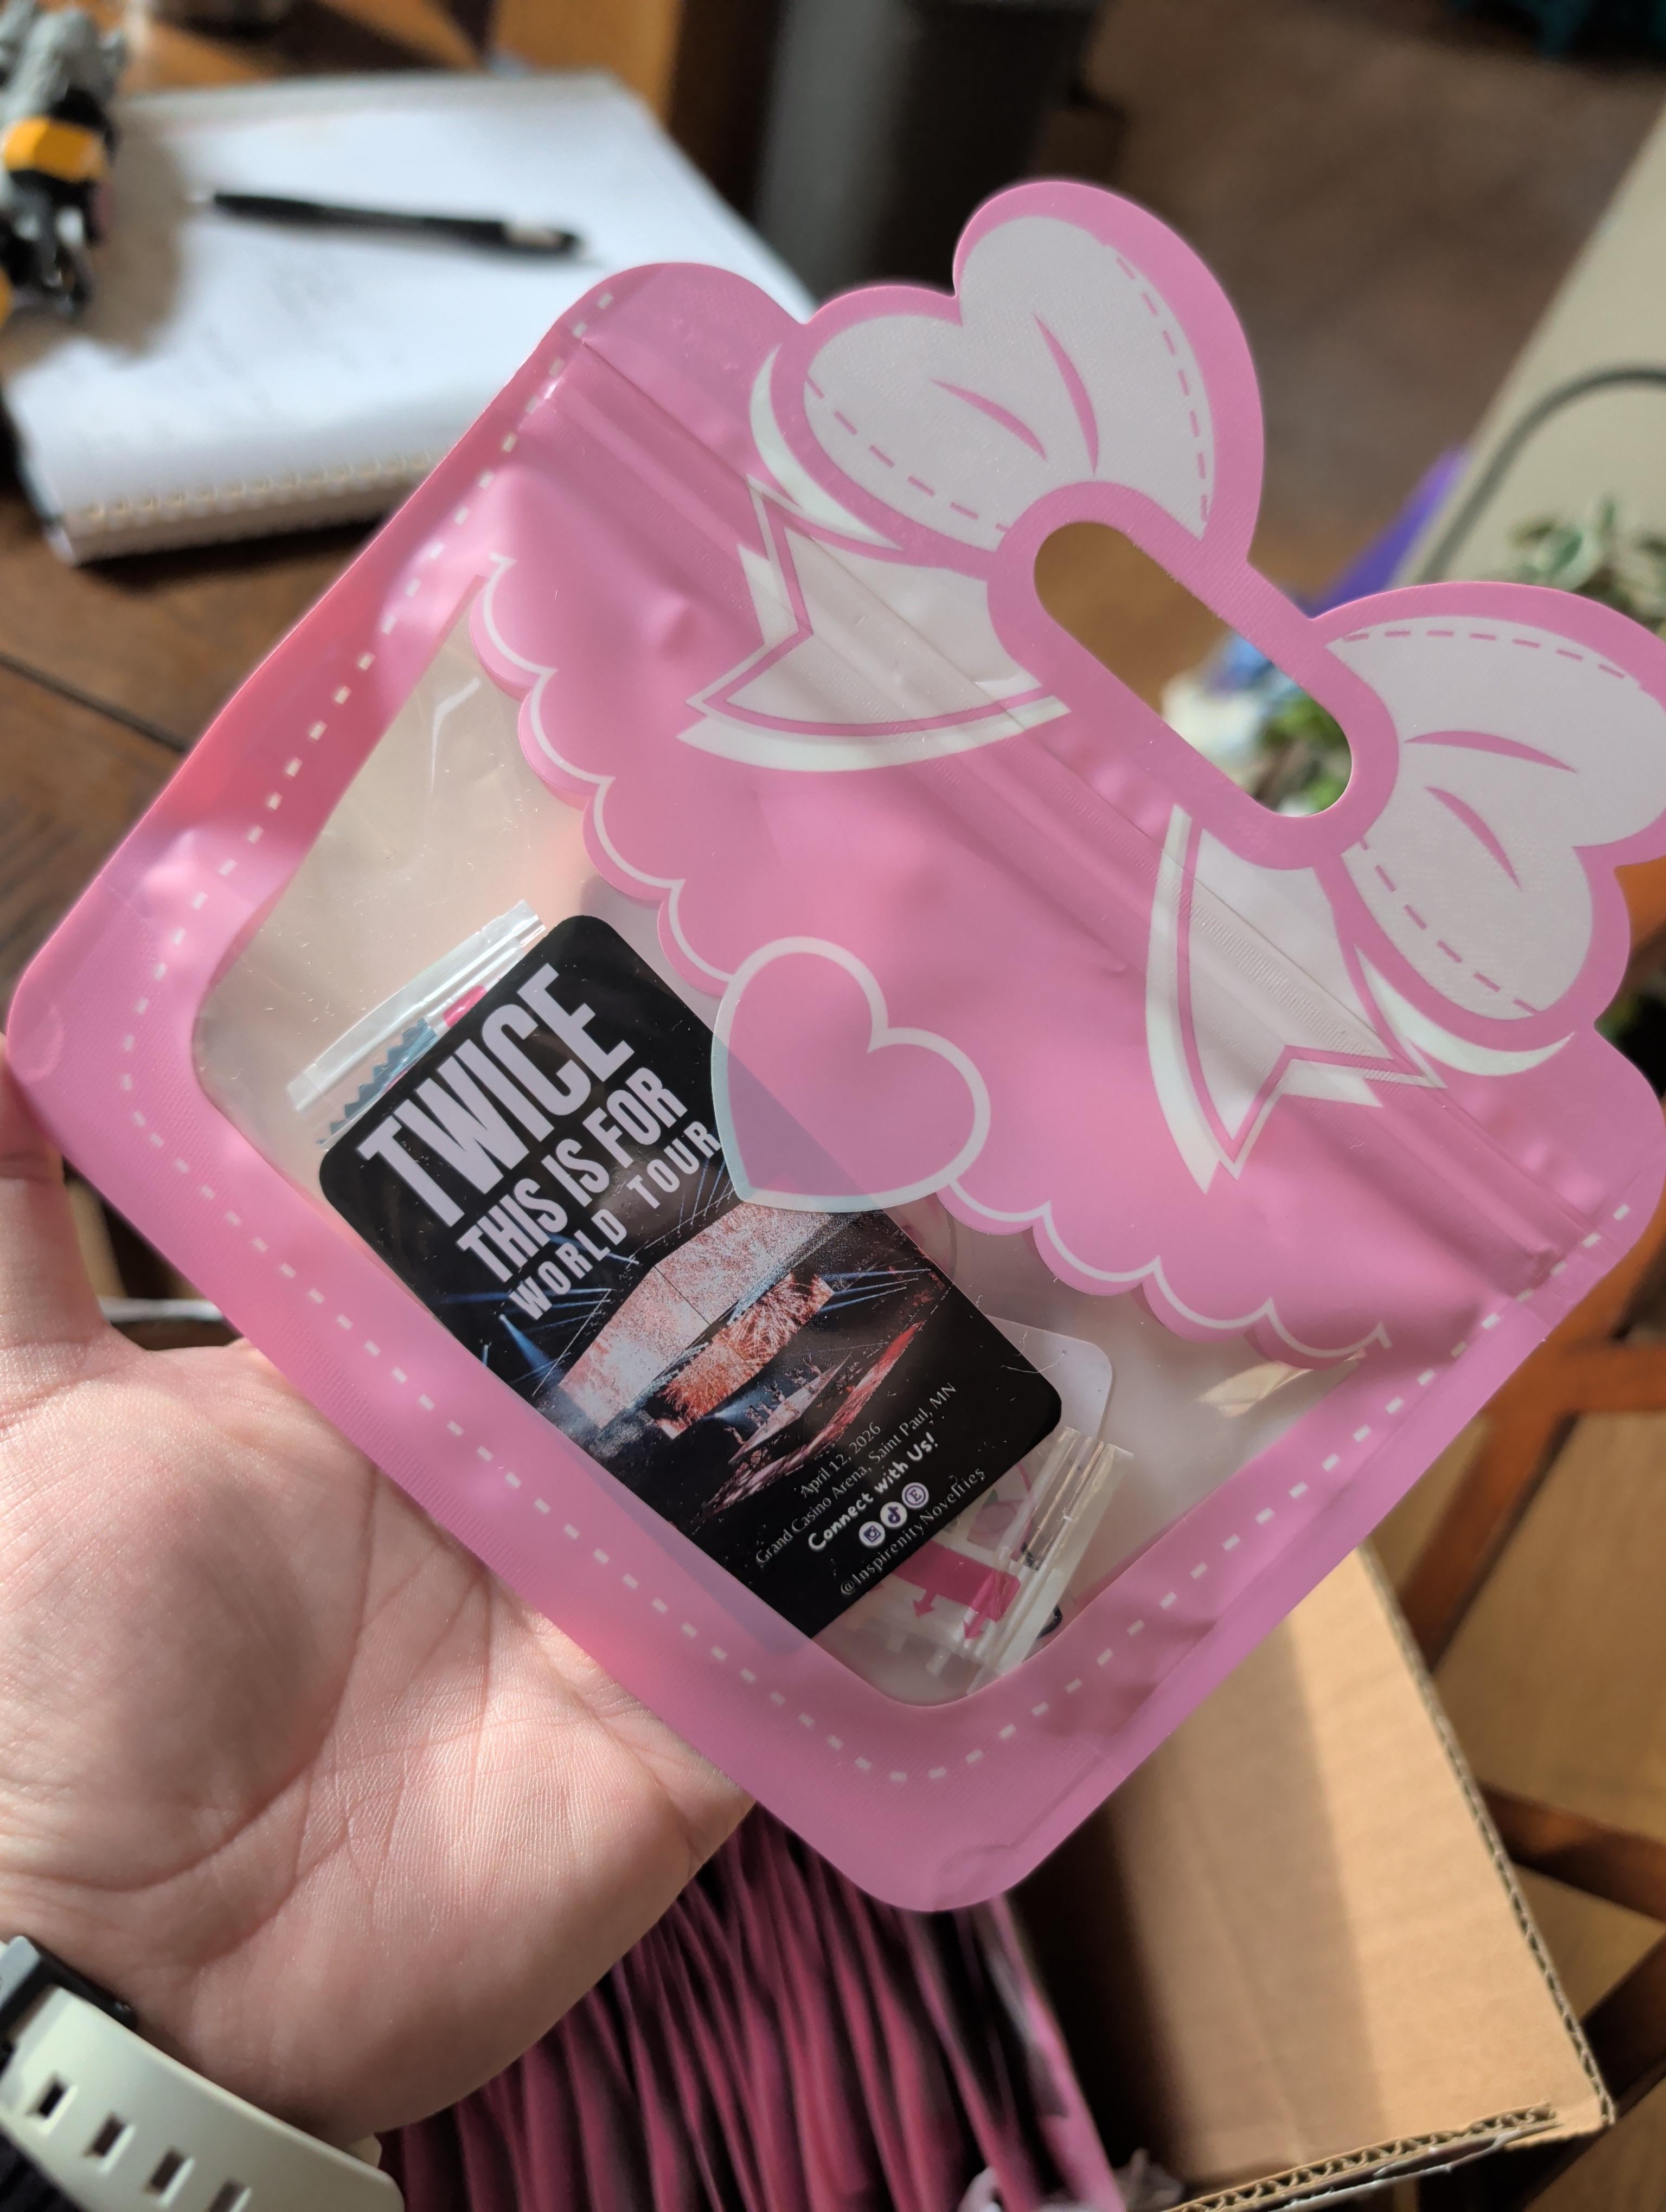 TWICE
THIS IS FOR
WORLD TOUR
April 12, 2026
Grand Casino Arena, Saint Paul, MN
Connect with Us!
@InspirenityNovelties